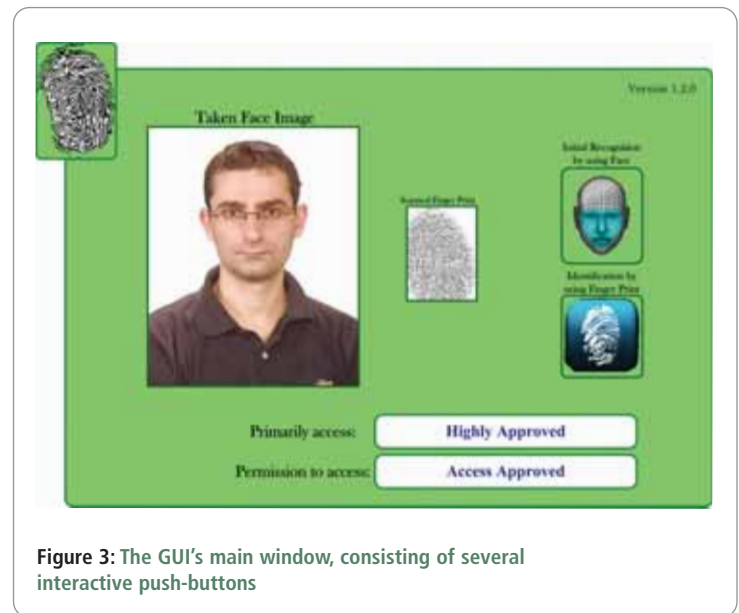 Version 1.2.0
Taken Face Image
Initial Recognition
by using Face
Scanned Finger Print
Identification by
using Finger Print
Primarily access:
Highly Approved
Permission to access:
Access Approved
Figure 3: The GUI's main window, consisting of several
interactive push-buttons